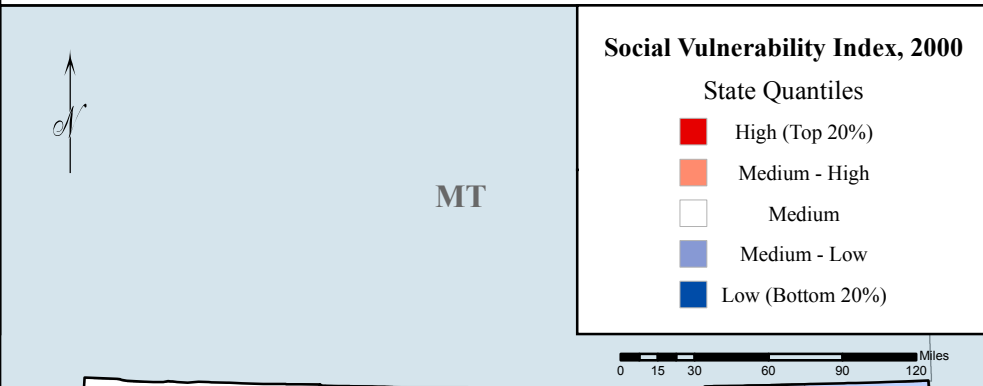 Social Vulnerability Index, 2000
State Quantiles
High (Top 20%)
N
Medium - High
MT
Medium
Medium - Low
Low (Bottom 20%)
Miles
0 15 30 60 90 120